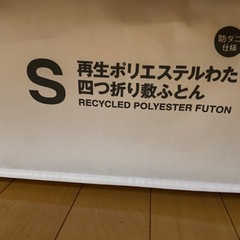 防ダニ
仕様
S
再生ポリエステルわた
四つ折り敷ふとん
RECYCLED POLYESTER FUTON